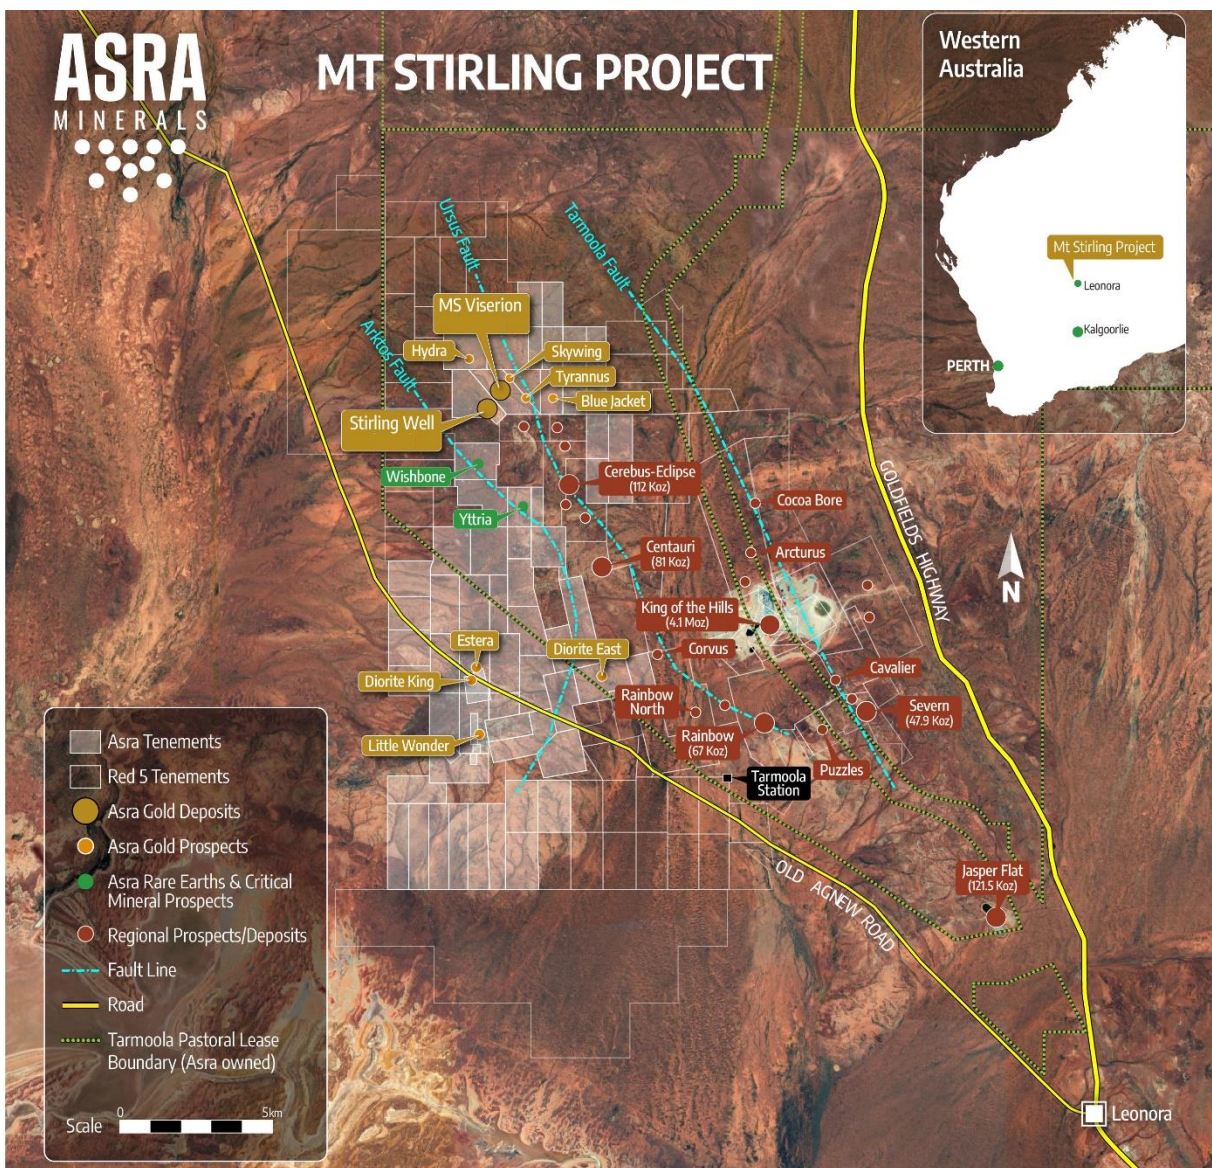 ASRA
MINERALS
MT STIRLING PROJECT
Western
Australia
Mt Stirling Project
Leonora
Kalgoorlie
PERTH
Ursus Fault
Tarmoola Fault
Arktos Fault
MS Viserion
Hydra
Skywing
Tyrannus
Blue Jacket
Stirling Well
Wishbone
Yttria
Cerebus-Eclipse
(112 Koz)
Cocoa Bore
GOLDFIELDS HIGHWAY
N
Centauri
(81 Koz)
Arcturus
King of the Hills
(4.1 Moz)
Estera
Diorite East
Corvus
Diorite King
Cavalier
Rainbow
North
Severn
(47.9 Koz)
Little Wonder
Rainbow
(67 Koz)
Puzzles
Tarmoola
Station
Jasper Flat
(121.5 Koz)
OLD AGNEW ROAD
Leonora
Asra Tenements
Red 5 Tenements
Asra Gold Deposits
Asra Gold Prospects
Asra Rare Earths & Critical
Mineral Prospects
Regional Prospects/Deposits
Fault Line
Road
Tarmoola Pastoral Lease
Boundary (Asra owned)
0 5km
Scale